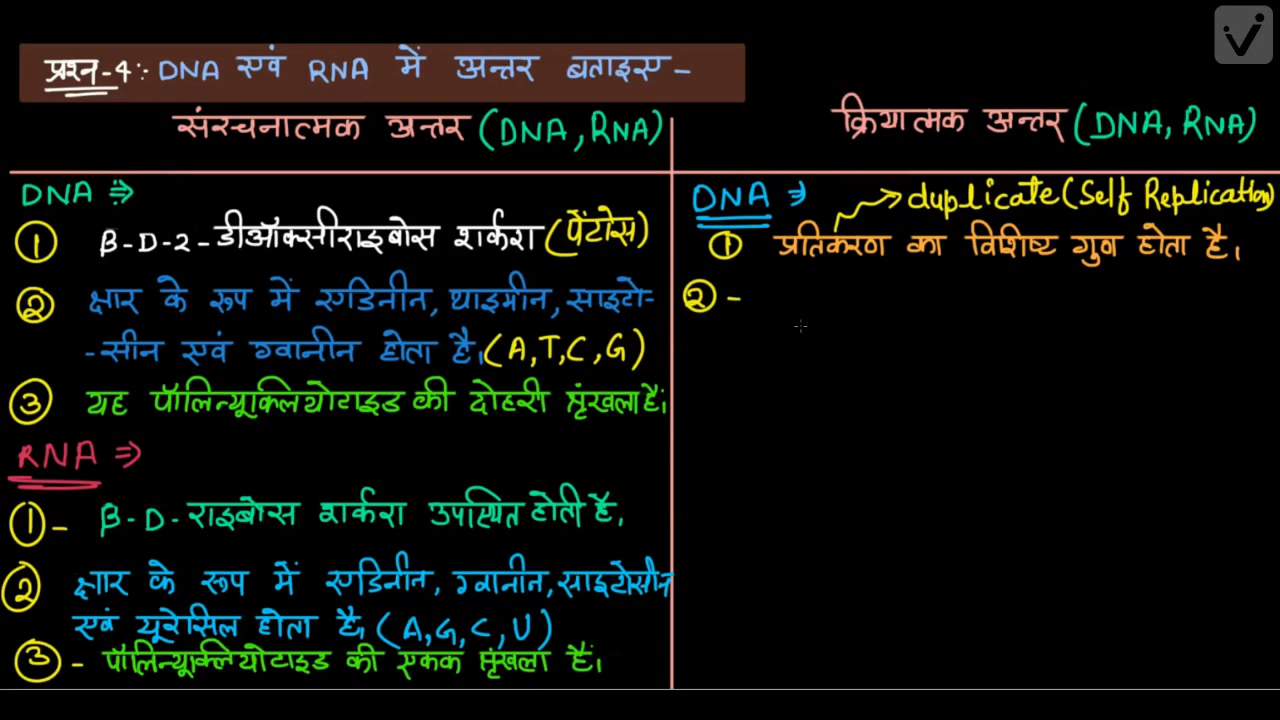 प्रश्न-4:- DNA एवं RNA में अन्तर बताइए -
संरचनात्मक अन्तर (DNA, RNA)
DNA ⇒
① β-D-2-डीऑक्सीराइबोस शर्करा (पेंटोस)
② क्षार के रूप में एडिनीन, थाइमीन, साइटो-
-सीन एवं ग्वानीन होता है। (A,T,C,G)
③ यह पॉलिन्यूक्लियोटाइड की दोहरी श्रृंखला है।
RNA ⇒
①- β-D-राइबोस शर्करा उपस्थित होती है,
② क्षार के रूप में एडिनीन, ग्वानीन, साइटोसीन
एवं यूरेसिल होता है, (A,G,C,U)
③ - पॉलिन्यूक्लियोटाइड की एकक श्रृंखला है।
क्रियात्मक अन्तर (DNA, RNA)
DNA ⇒ duplicate (Self Replication)
① प्रतिकरण का विशिष्ट गुण होता है।
② -